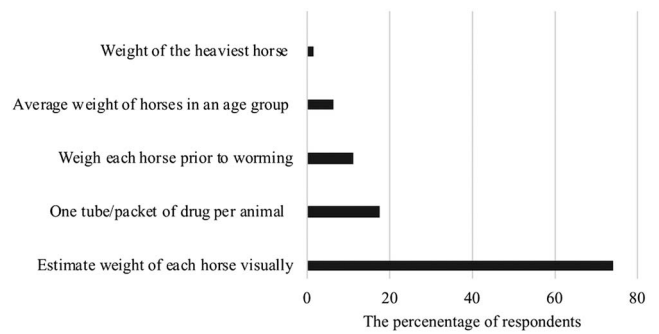 Weight of the heaviest horse
Average weight of horses in an age group
Weigh each horse prior to worming
One tube/packet of drug per animal
Estimate weight of each horse visually
0 20 40 60 80
The percenentage of respondents